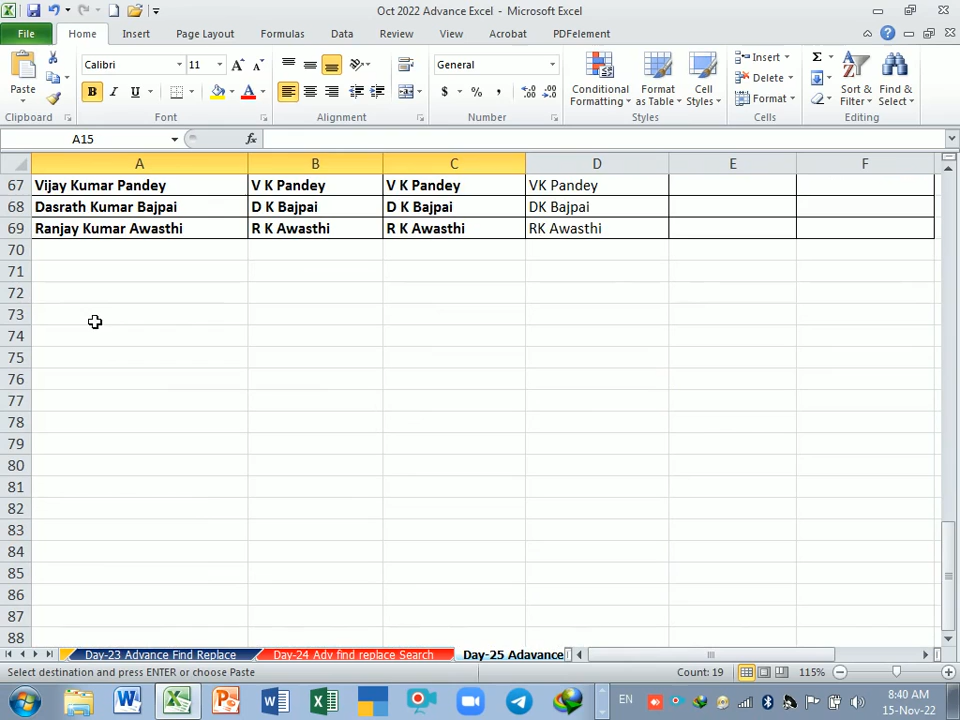 Oct 2022 Advance Excel - Microsoft Excel
File Home Insert Page Layout Formulas Data Review View Acrobat PDFelement
Paste
Calibri 11 General
B I U
Conditional Formatting
Format as Table
Cell Styles
Insert
Delete
Format
Sort & Filter
Find & Select
Clipboard Font Alignment Number Styles Cells Editing
A15 fx
A B C D E F
67 Vijay Kumar Pandey V K Pandey V K Pandey VK Pandey
68 Dasrath Kumar Bajpai D K Bajpai D K Bajpai DK Bajpai
69 Ranjay Kumar Awasthi R K Awasthi R K Awasthi RK Awasthi
70
71
72
73
74
75
76
77
78
79
80
81
82
83
84
85
86
87
88
Day-23 Advance Find Replace Day-24 Adv find replace Search Day-25 Adavance
Select destination and press ENTER or choose Paste Count: 19 115%
EN 8:40 AM
15-Nov-22